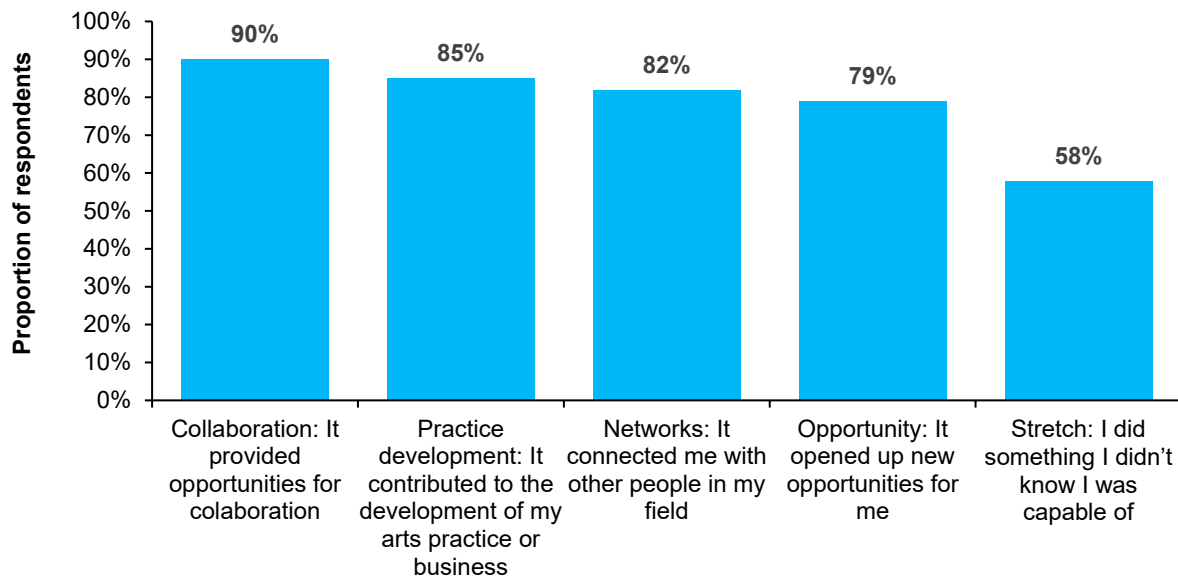 Proportion of respondents
100%
90%
80%
70%
60%
50%
40%
30%
20%
10%
0%
90%
85%
82%
79%
58%
Collaboration: It
provided
opportunities for
colaboration
Practice
development: It
contributed to the
development of my
arts practice or
business
Networks: It
connected me with
other people in my
field
Opportunity: It
opened up new
opportunities for
me
Stretch: I did
something I didn’t
know I was
capable of